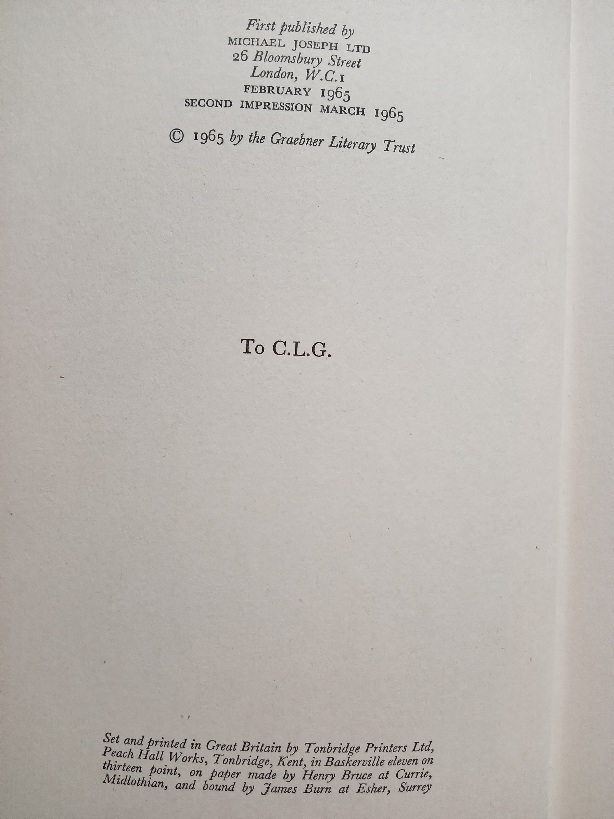 First published by
MICHAEL JOSEPH LTD
26 Bloomsbury Street
London, W.C.1
FEBRUARY 1965
SECOND IMPRESSION MARCH 1965
© 1965 by the Graebner Literary Trust
To C.L.G.
Set and printed in Great Britain by Tonbridge Printers Ltd,
Peach Hall Works, Tonbridge, Kent, in Baskerville eleven on
thirteen point, on paper made by Henry Bruce at Currie,
Midlothian, and bound by James Burn at Esher, Surrey